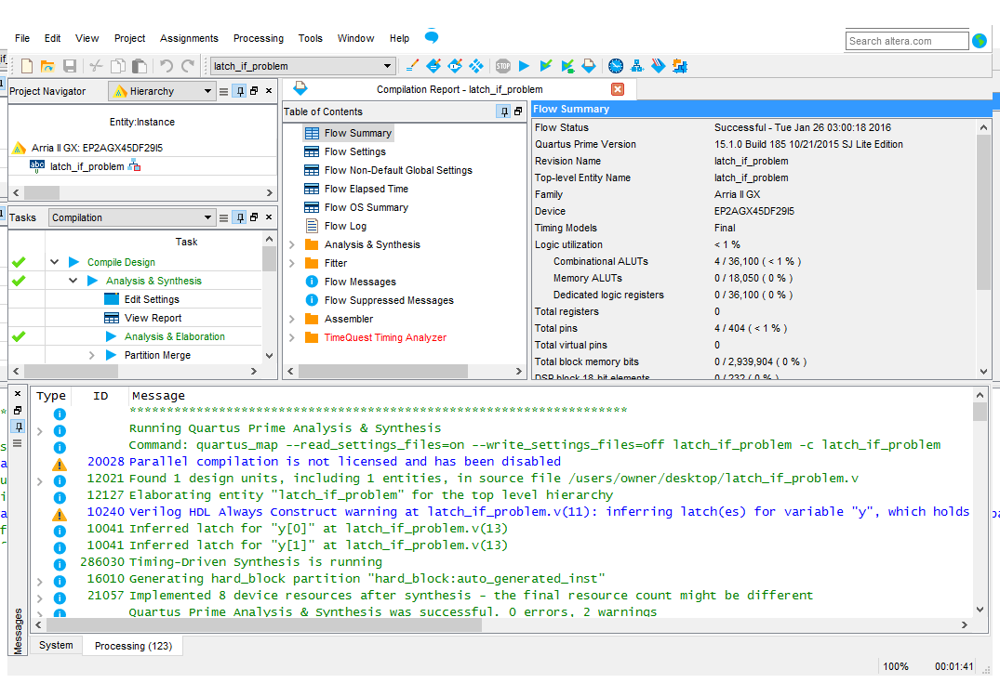 File Edit View Project Assignments Processing Tools Window Help
Search altera.com
latch_if_problem
STOP
Project Navigator
Hierarchy
Entity:Instance
Arria II GX: EP2AGX45DF29I5
abc latch_if_problem
Tasks
Compilation
Task
Compile Design
Analysis & Synthesis
Edit Settings
View Report
Analysis & Elaboration
Partition Merge
Compilation Report - latch_if_problem
Table of Contents
Flow Summary
Flow Settings
Flow Non-Default Global Settings
Flow Elapsed Time
Flow OS Summary
Flow Log
Analysis & Synthesis
Fitter
Flow Messages
Flow Suppressed Messages
Assembler
TimeQuest Timing Analyzer
Flow Summary
Flow Status Successful - Tue Jan 26 03:00:18 2016
Quartus Prime Version 15.1.0 Build 185 10/21/2015 SJ Lite Edition
Revision Name latch_if_problem
Top-level Entity Name latch_if_problem
Family Arria II GX
Device EP2AGX45DF29I5
Timing Models Final
Logic utilization < 1 %
Combinational ALUTs 4 / 36,100 ( < 1 % )
Memory ALUTs 0 / 18,050 ( 0 % )
Dedicated logic registers 0 / 36,100 ( 0 % )
Total registers 0
Total pins 4 / 404 ( < 1 % )
Total virtual pins 0
Total block memory bits 0 / 2,939,904 ( 0 % )
DSP block 18-bit elements 0 / 232 ( 0 % )
Type ID Message
*******************************************************************
Running Quartus Prime Analysis & Synthesis
Command: quartus_map --read_settings_files=on --write_settings_files=off latch_if_problem -c latch_if_problem
20028 Parallel compilation is not licensed and has been disabled
12021 Found 1 design units, including 1 entities, in source file /users/owner/desktop/latch_if_problem.v
12127 Elaborating entity "latch_if_problem" for the top level hierarchy
10240 Verilog HDL Always Construct warning at latch_if_problem.v(11): inferring latch(es) for variable "y", which holds
10041 Inferred latch for "y[0]" at latch_if_problem.v(13)
10041 Inferred latch for "y[1]" at latch_if_problem.v(13)
286030 Timing-Driven Synthesis is running
16010 Generating hard_block partition "hard_block:auto_generated_inst"
21057 Implemented 8 device resources after synthesis - the final resource count might be different
Quartus Prime Analysis & Synthesis was successful. 0 errors, 2 warnings
Messages
System Processing (123)
100% 00:01:41